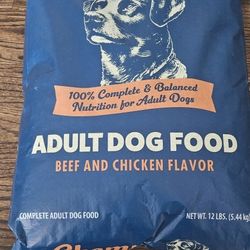 100% Complete & Balanced
Nutrition for Adult Dogs
ADULT DOG FOOD
BEEF AND CHICKEN FLAVOR
COMPLETE ADULT DOG FOOD
NET WT. 12 LBS. (5.44 kg)